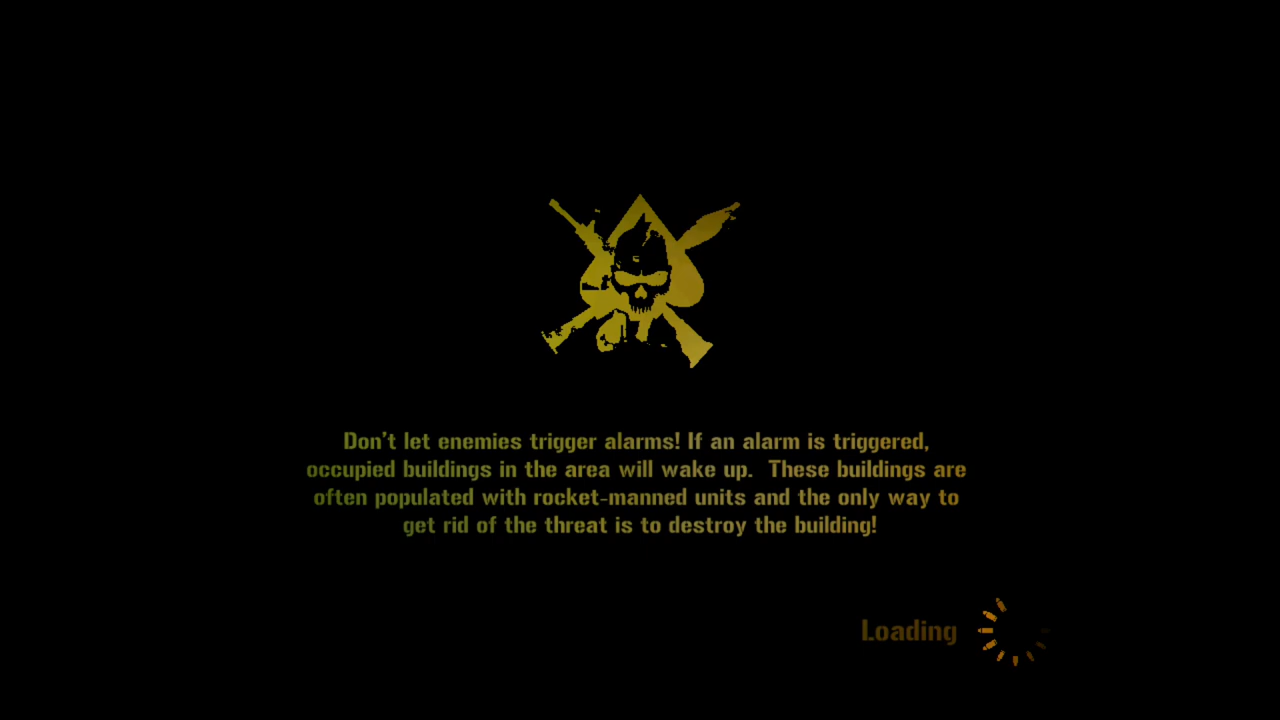 Don't let enemies trigger alarms! If an alarm is triggered,
occupied buildings in the area will wake up.  These buildings are
often populated with rocket-manned units and the only way to
get rid of the threat is to destroy the building!
Loading